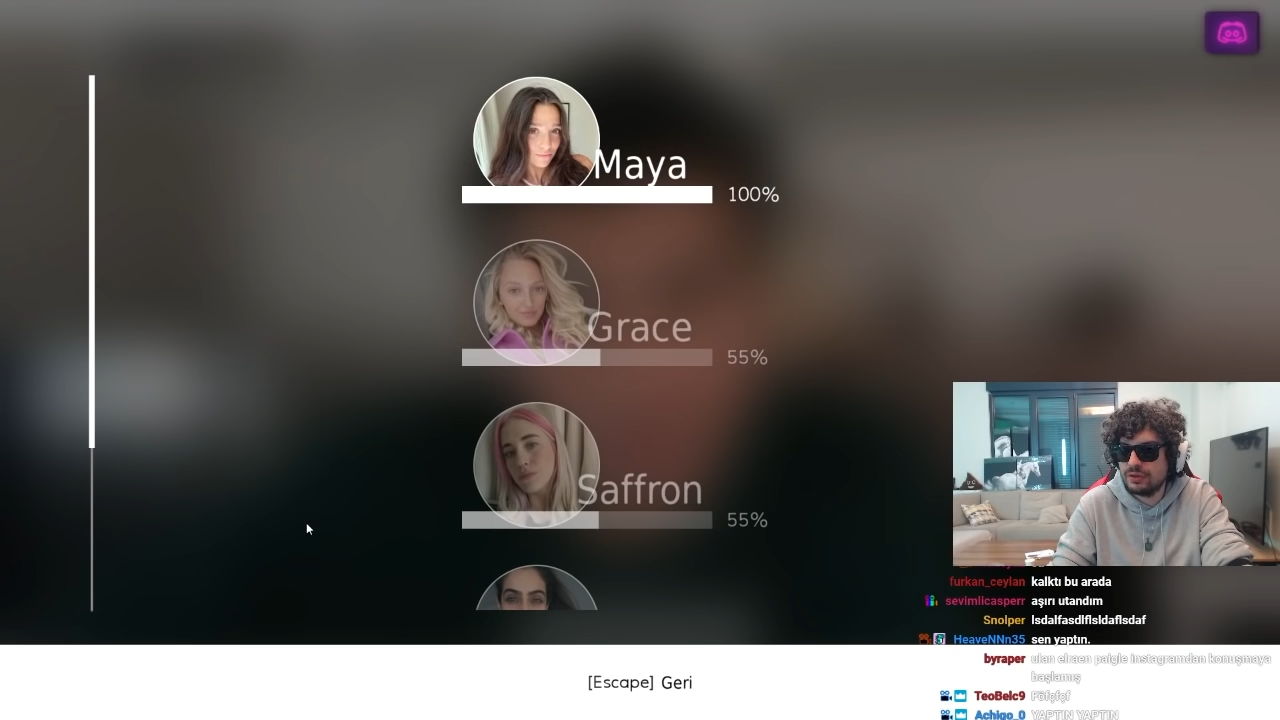 Maya
100%
Grace
55%
Saffron
55%
furkan_ceylan kalktı bu arada
sevimlicasperr aşırı utandım
Snolper lsdalfasdlflsldaflsdaf
HeaveNNn35 sen yaptın.
byraper ulan elraen paigle instagramdan konuşmaya
başlamış
TeoBelc9 Föfçfçf
Achigo_0 YAPTIN YAPTIN
[Escape] Geri